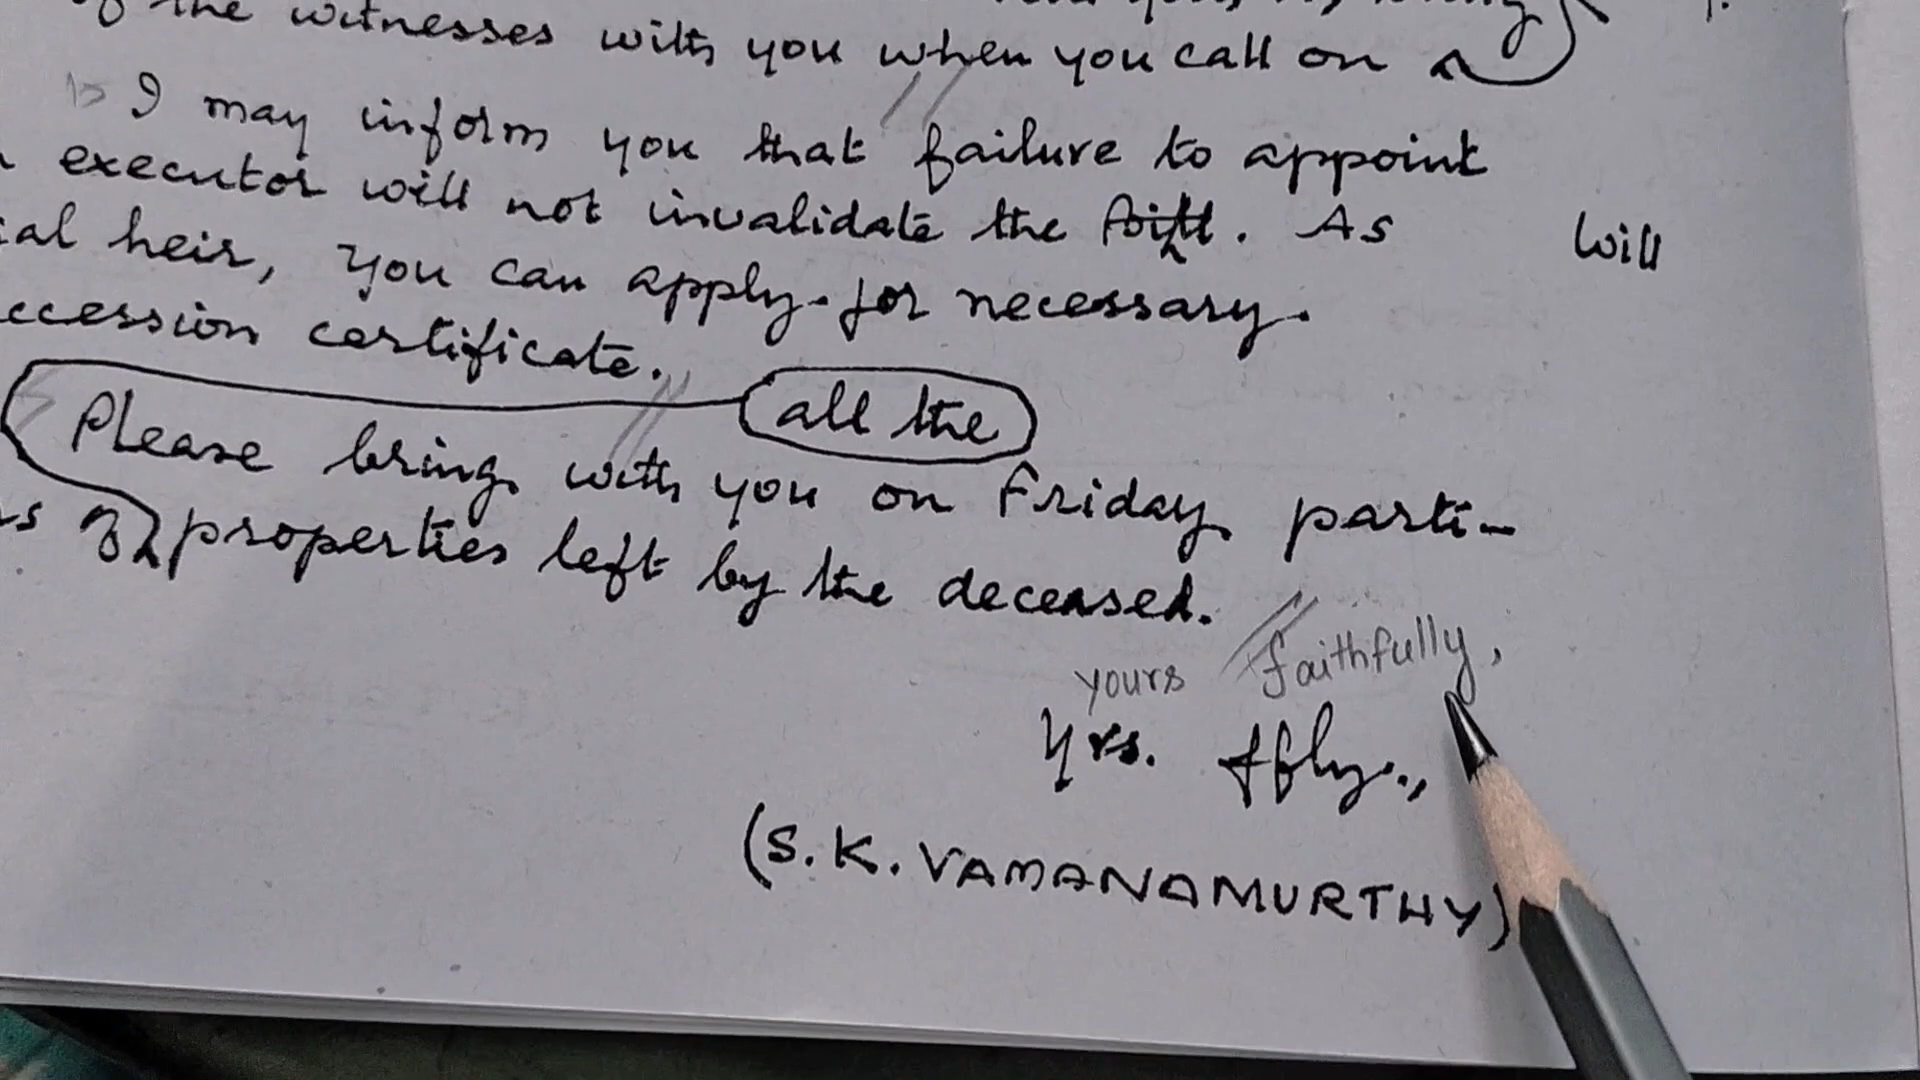 of the witnesses with you when you call on
I may inform you that failure to appoint
executor will not invalidate the . As will
ial heir, you can apply for necessary.
ccession certificate.
all the
Please bring with you on Friday parti-
rs of properties left by the deceased.
yours faithfully,
Yrs. ffly.,
(S.K. VAMANAMURTHY)